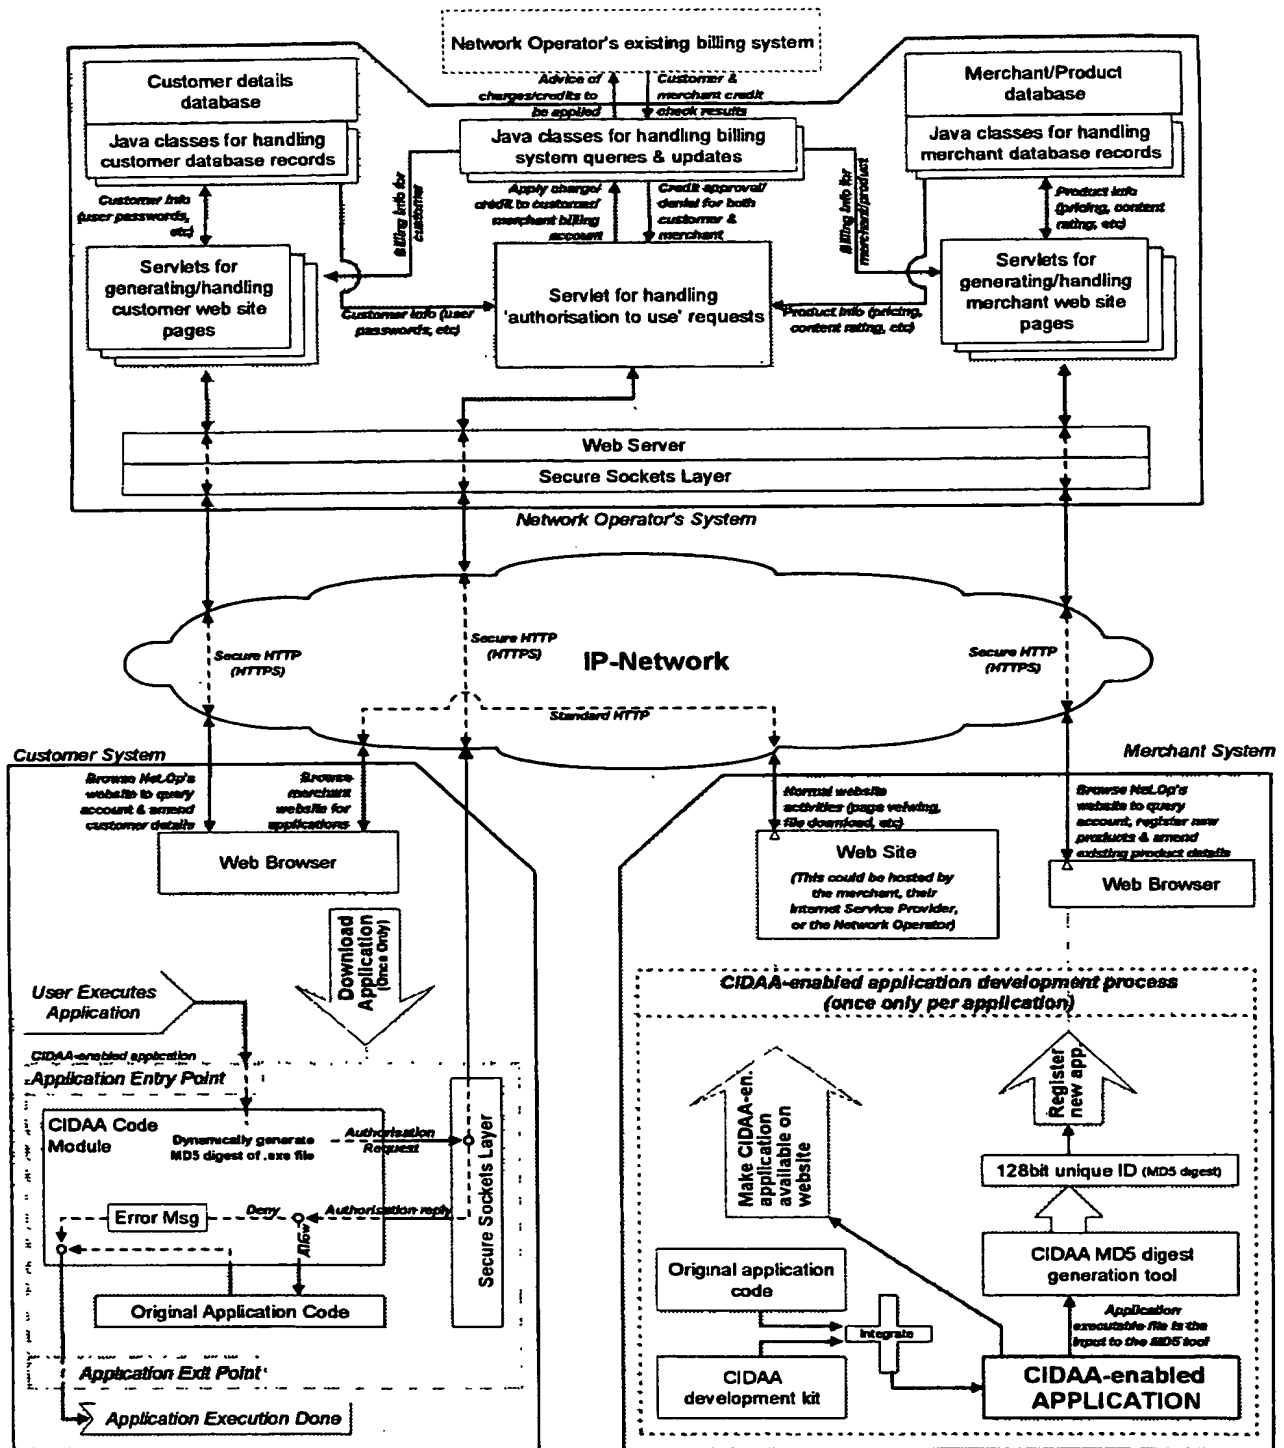 Network Operator's existing billing system
Customer details
database
Java classes for handling
customer database records
Advice of
charges/credits to
be applied
Customer &
merchant credit
check results
Merchant/Product
database
Java classes for handling
merchant database records
Java classes for handling billing
system queries & updates
Customer info
(user passwords,
etc)
Billing info for
customer
Apply charge/
credit to customer/
merchant billing
account
Credit approval/
denial for both
customer &
merchant
Billing info for
merchant/product
Product info
(pricing, content
rating, etc)
Servlets for
generating/handling
customer web site
pages
Servlet for handling
'authorisation to use' requests
Servlets for
generating/handling
merchant web site
pages
Customer info (user
passwords, etc)
Product info (pricing,
content rating, etc)
Web Server
Secure Sockets Layer
Network Operator's System
Secure HTTP
(HTTPS)
Secure HTTP
(HTTPS)
IP-Network
Secure HTTP
(HTTPS)
Standard HTTP
Customer System
Merchant System
Browse Net.Op's
website to query
account & amend
customer details
Browse
merchant
website for
applications
Normal website
activities (page veiwing,
file download, etc)
Browse Net.Op's
website to query
account, register new
products & amend
existing product details
Web Browser
Web Site
(This could be hosted by
the merchant, their
Internet Service Provider,
or the Network Operator)
Web Browser
Download
Application
(Once Only)
User Executes
Application
CIDAA-enabled application
Application Entry Point
CIDAA Code
Module
Dynamically generate
MD5 digest of .exe file
Authorisation
Request
Error Msg
Deny
Allow
Authorisation reply
Secure Sockets Layer
Original Application Code
Application Exit Point
Application Execution Done
CIDAA-enabled application development process
(once only per application)
Make CIDAA-en.
application
available on
website
Register
new app.
128bit unique ID (MD5 digest)
CIDAA MD5 digest
generation tool
Original application
code
Integrate
Application
executable file is the
input to the MD5 tool
CIDAA
development kit
CIDAA-enabled
APPLICATION